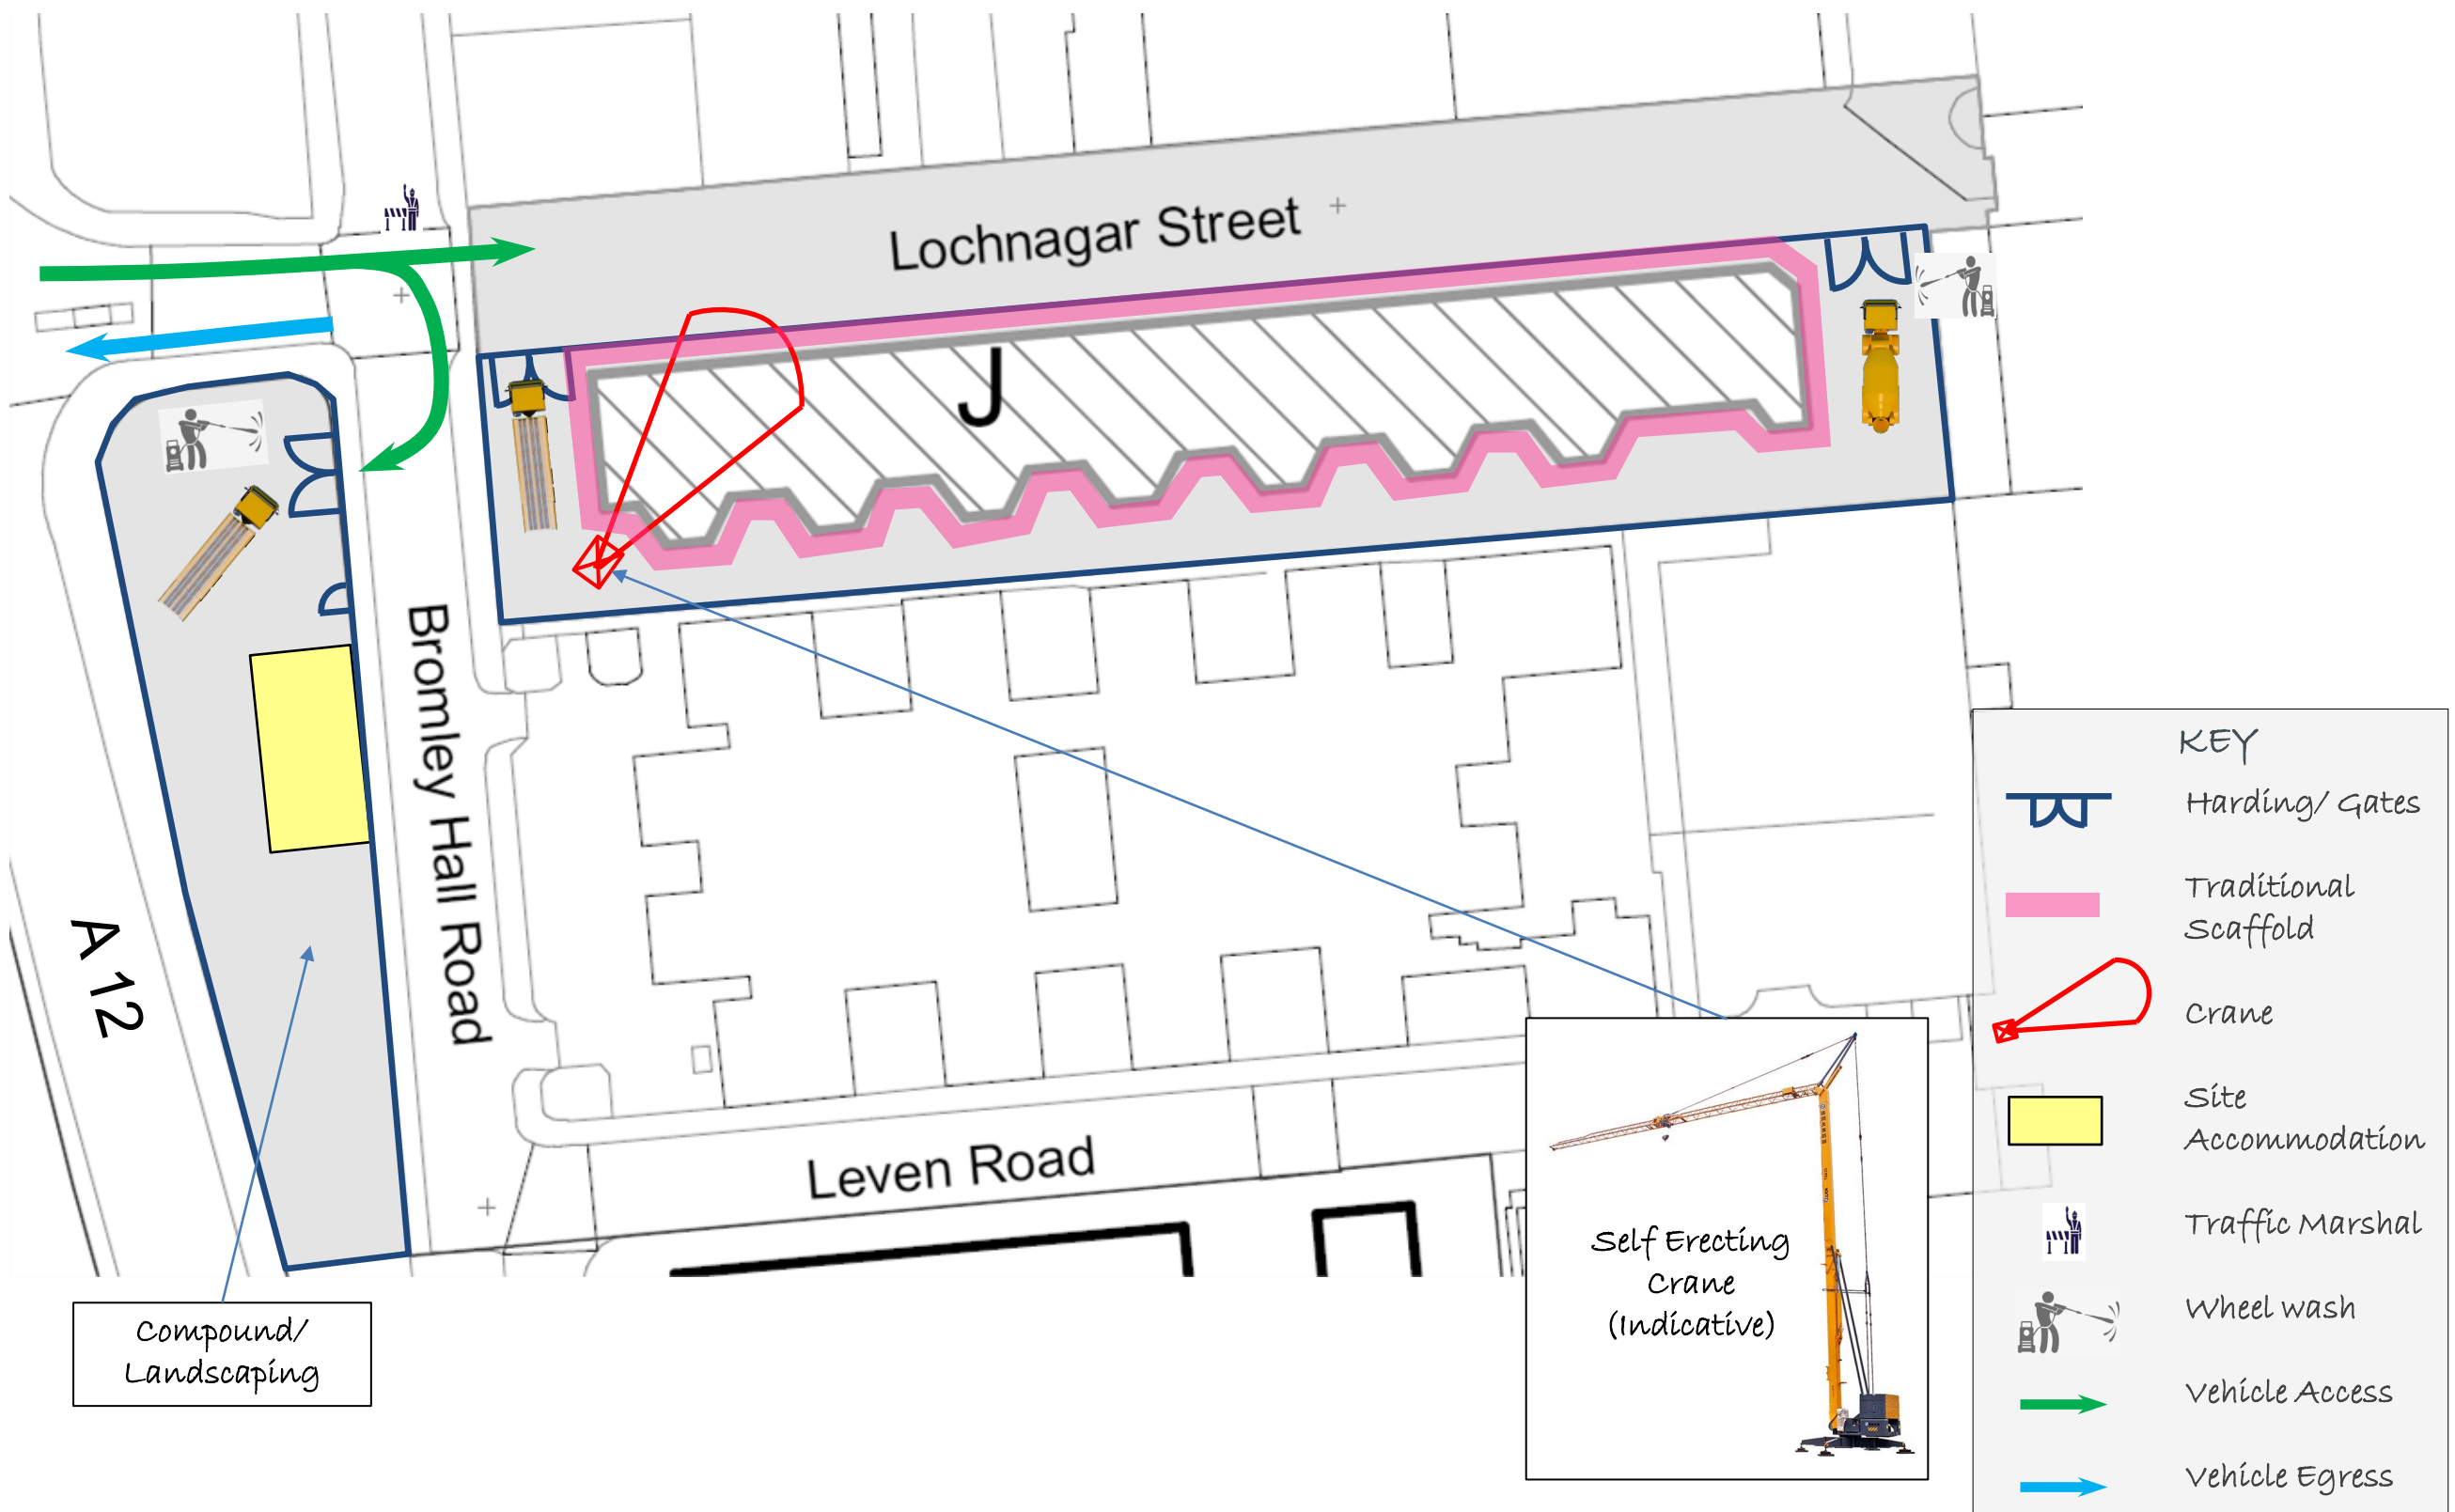 Lochnagar Street
J
Bromley Hall Road
A 12
Leven Road
Compound/
Landscaping
Self Erecting
Crane
(Indicative)
KEY
Harding/ Gates
Traditional
Scaffold
Crane
Site
Accommodation
Traffic Marshal
Wheel wash
Vehicle Access
Vehicle Egress